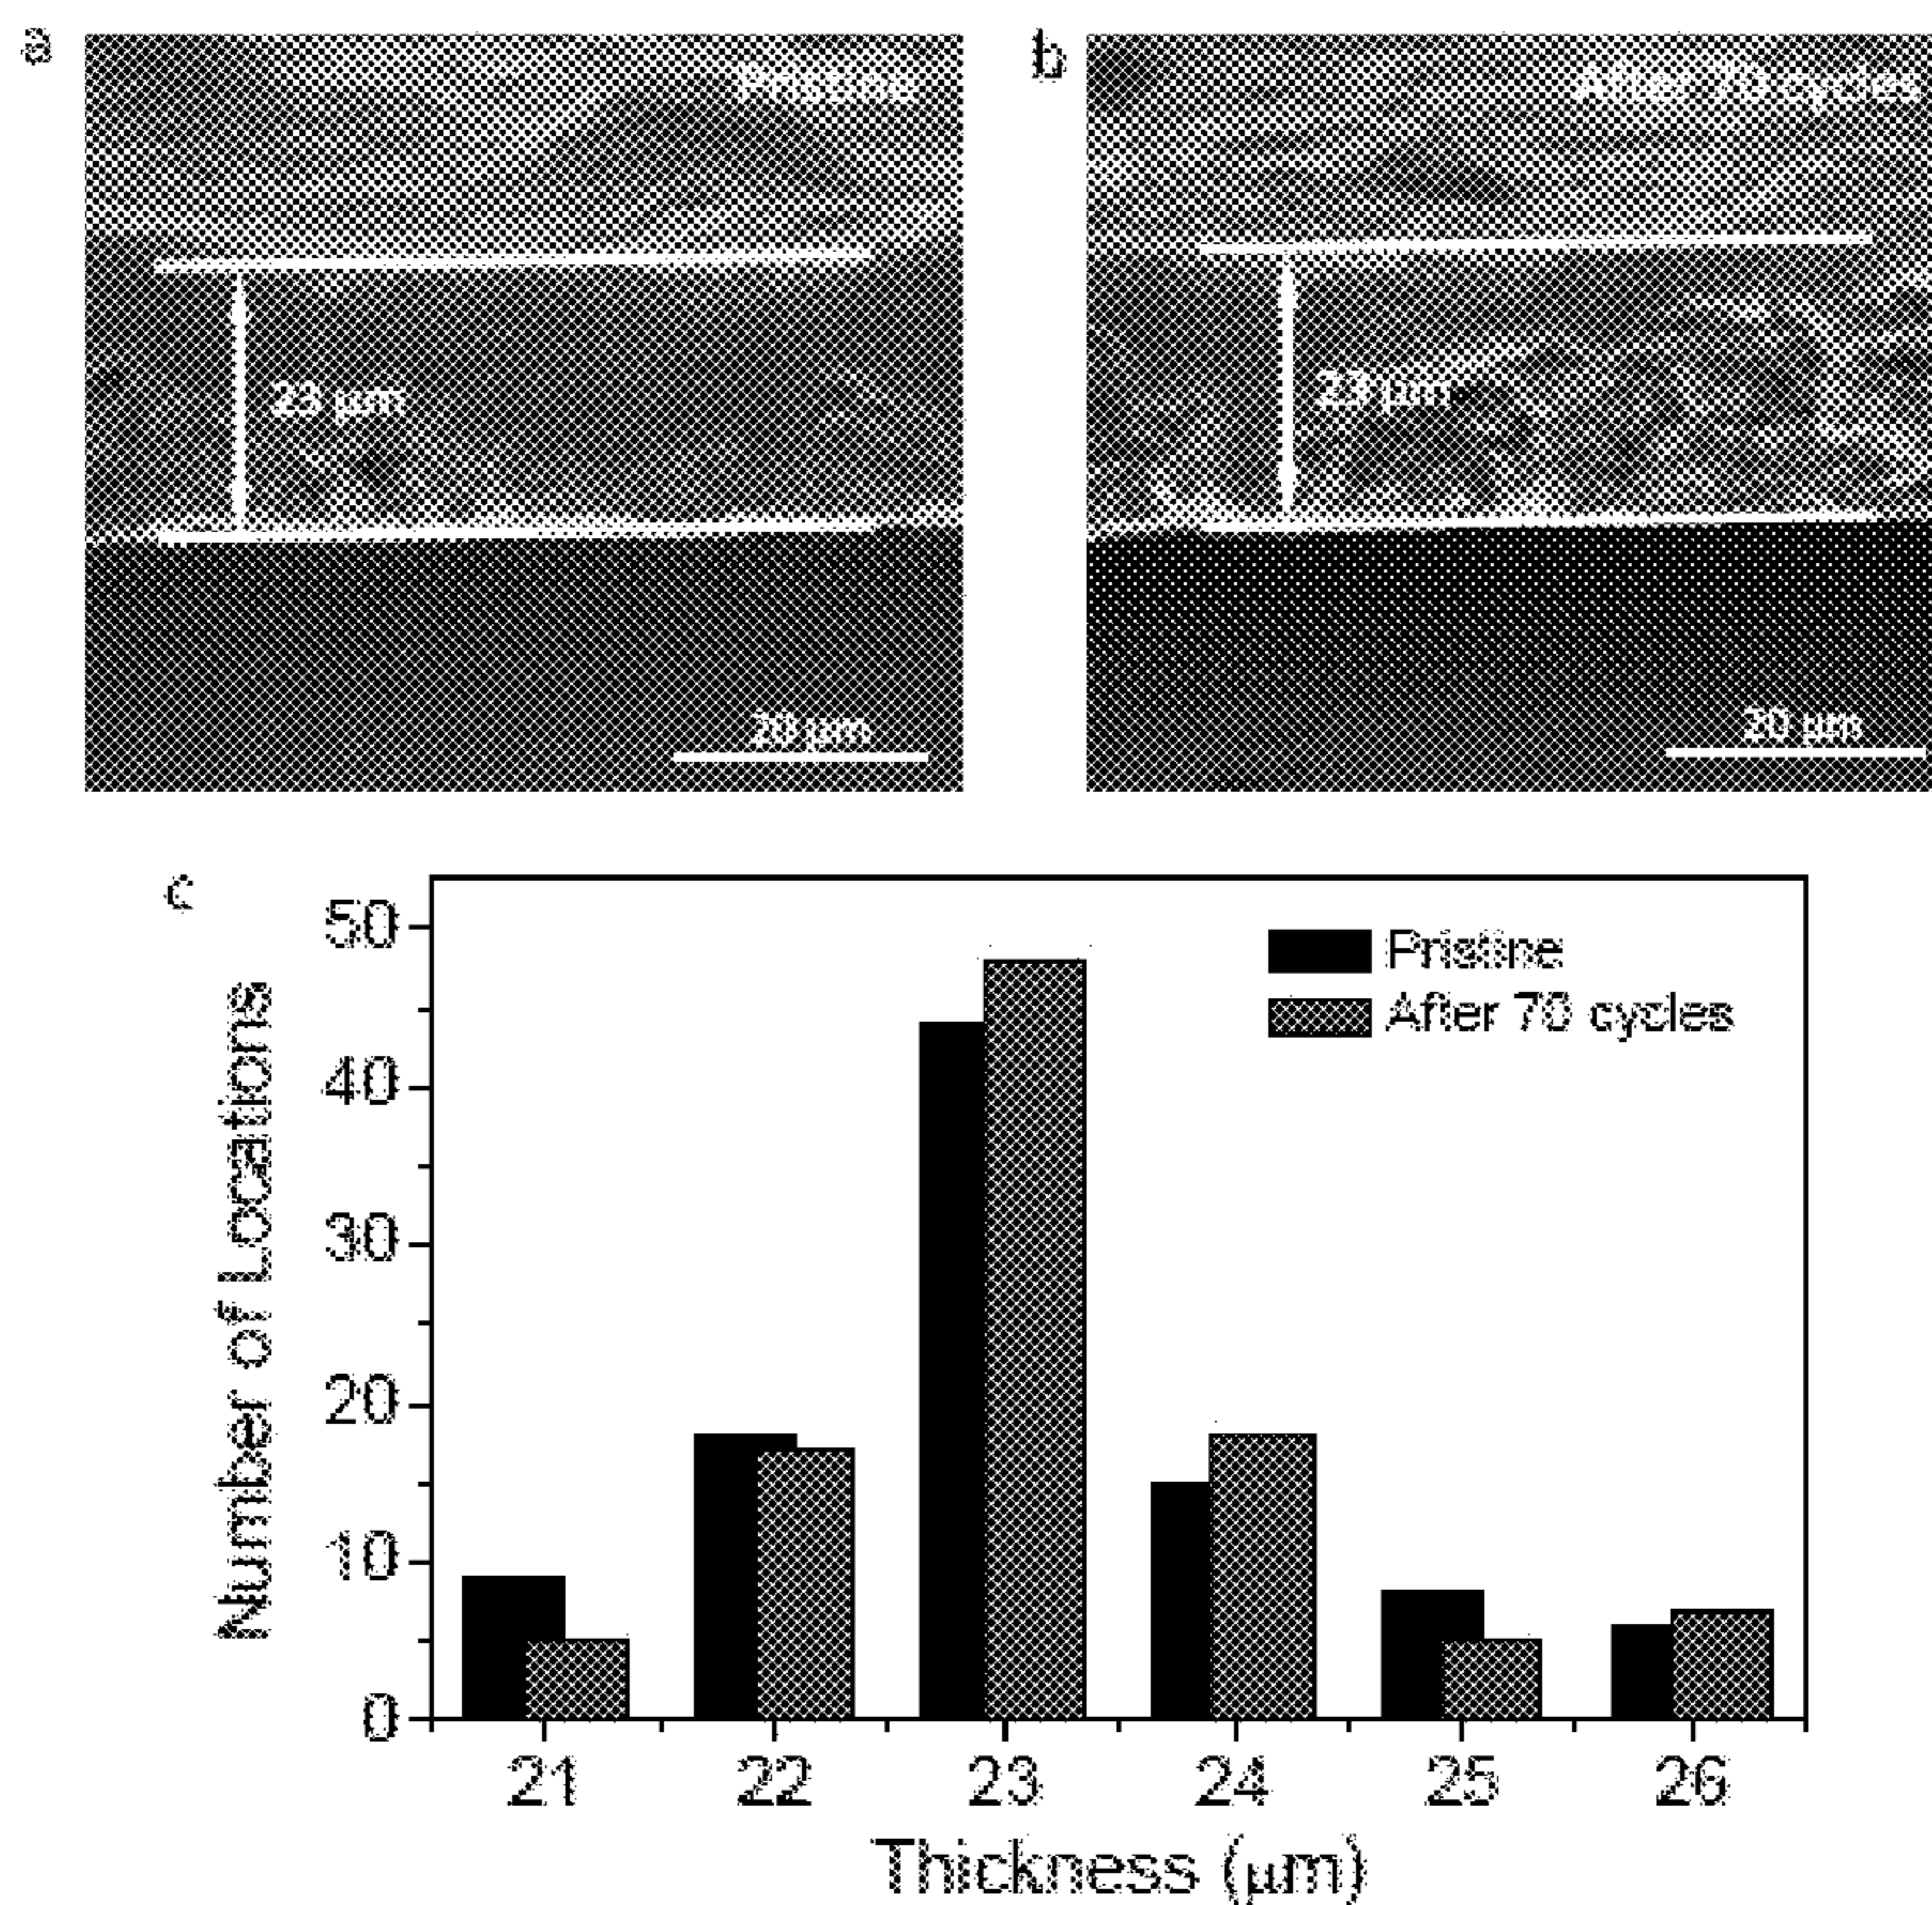 a
b
Pristine
After 70 cycles
23 µm
23 µm
20 µm
20 µm
c
50
40
30
20
10
0
Number of Locations
Pristine
After 70 cycles
21 22 23 24 25 26
Thickness (µm)